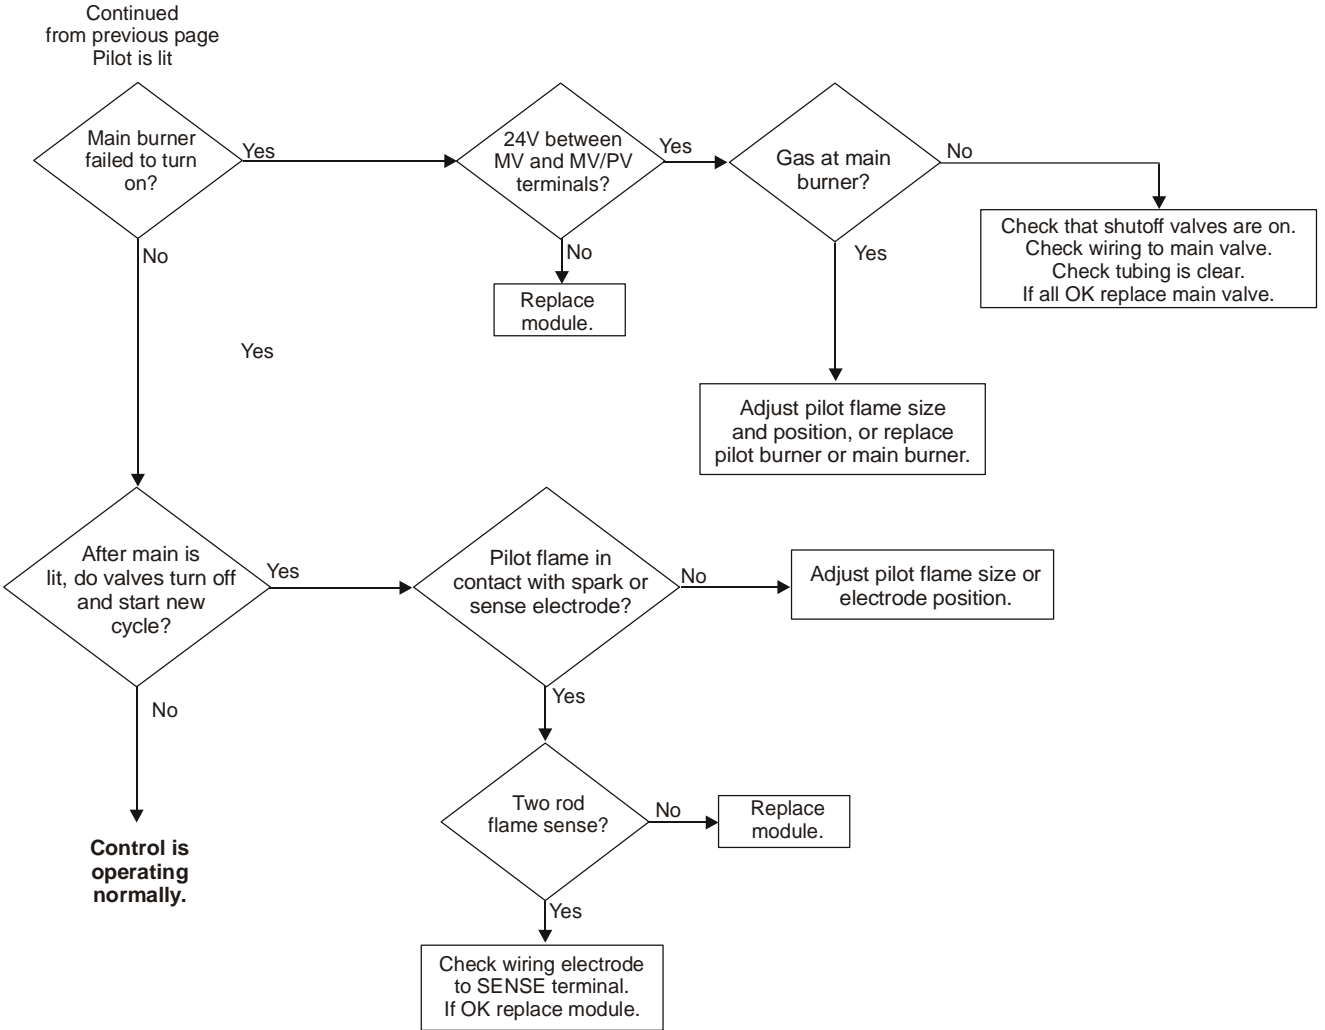 Continued
from previous page
Pilot is lit
Main burner
failed to turn
on?
Yes
24V between
MV and MV/PV
terminals?
Yes
Gas at main
burner?
No
Check that shutoff valves are on.
Check wiring to main valve.
Check tubing is clear.
If all OK replace main valve.
No
No
Yes
Replace
module.
Yes
Adjust pilot flame size
and position, or replace
pilot burner or main burner.
After main is
lit, do valves turn off
and start new
cycle?
Yes
Pilot flame in
contact with spark or
sense electrode?
No
Adjust pilot flame size or
electrode position.
No
Yes
Two rod
flame sense?
No
Replace
module.
Control is
operating
normally.
Yes
Check wiring electrode
to SENSE terminal.
If OK replace module.